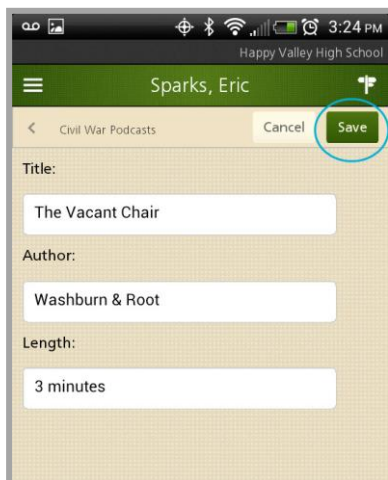 3:24 PM
Happy Valley High School
Sparks, Eric
Civil War Podcasts
Cancel
Save
Title:
The Vacant Chair
Author:
Washburn & Root
Length:
3 minutes